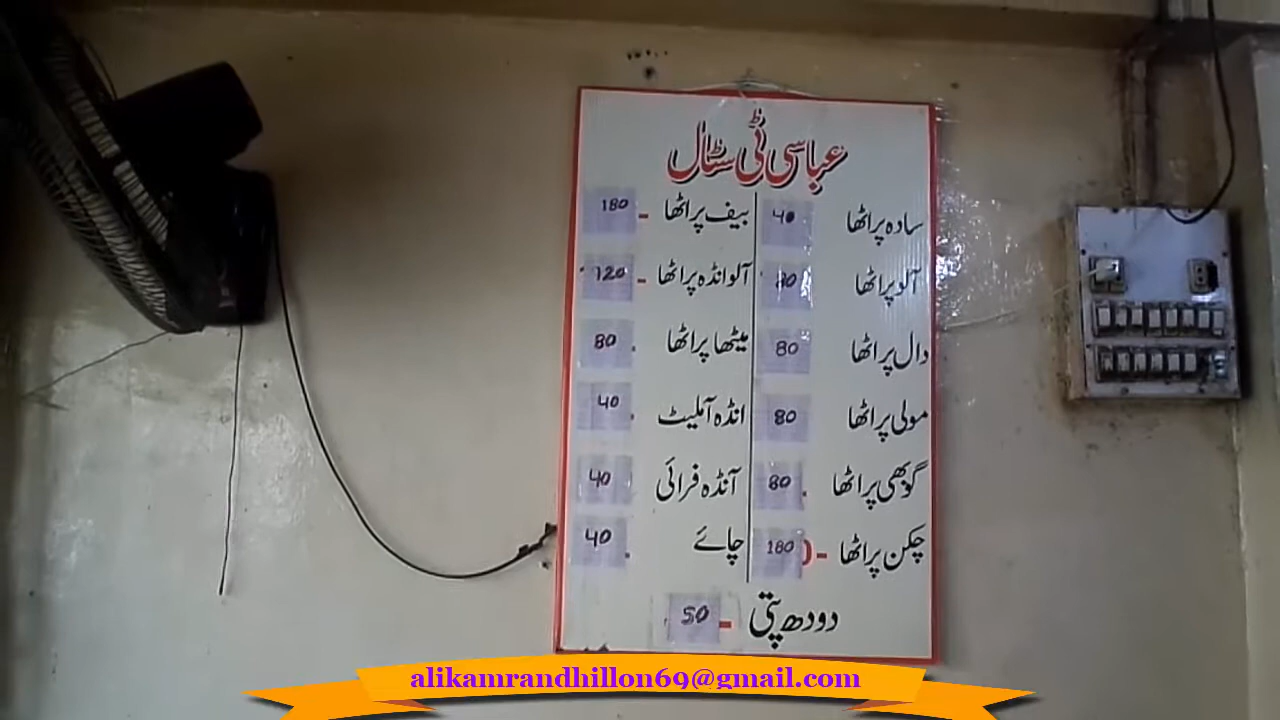 عباسی ٹی سٹال
سادہ پراٹھا 40
آلو پراٹھا
دال پراٹھا 80
مولی پراٹھا 80
گوبھی پراٹھا 80
چکن پراٹھا - 180
بیف پراٹھا - 180
آلو انڈہ پراٹھا - 120
میٹھا پراٹھا 80
انڈہ آملیٹ 40
آنڈہ فرائی 40
چائے 40
دودھ پتی - 50
alikamrandhillon69@gmail.com